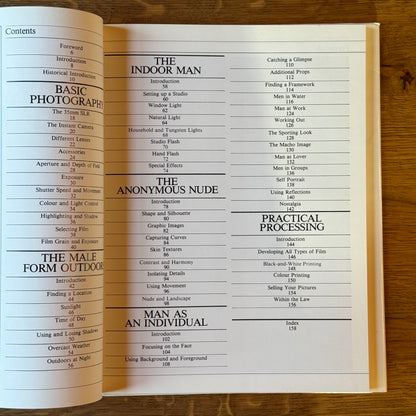 Contents
Foreword
6
Introduction
8
Historical Introduction
10
BASIC
PHOTOGRAPHY
The 35mm SLR
18
The Instant Camera
20
Different Lenses
22
Accessories
24
Aperture and Depth of Field
28
Exposure
30
Shutter Speed and Movement
32
Colour and Light Control
34
Highlighting and Shadow
36
Selecting Film
38
Film Grain and Exposure
40
THE MALE
FORM OUTDOORS
Introduction
42
Finding a Location
44
Sunlight
46
Time of Day
48
Using and Losing Shadows
50
Overcast Weather
54
Outdoors at Night
56
THE
INDOOR MAN
Introduction
58
Setting up a Studio
60
Window Light
62
Natural Light
64
Household and Tungsten Lights
68
Studio Flash
70
Hand Flash
72
Special Effects
74
THE
ANONYMOUS NUDE
Introduction
78
Shape and Silhouette
80
Graphic Images
82
Capturing Curves
84
Skin Textures
86
Contrast and Harmony
90
Isolating Details
94
Using Movement
96
Nude and Landscape
98
MAN AS
AN INDIVIDUAL
Introduction
102
Focusing on the Face
104
Using Background and Foreground
108
Catching a Glimpse
110
Additional Props
112
Finding a Framework
114
Men in Water
116
Man at Work
124
Working Out
126
The Sporting Look
128
The Macho Image
130
Man as Lover
132
Men in Groups
136
Self Portrait
138
Using Reflections
140
Nostalgia
142
PRACTICAL
PROCESSING
Introduction
144
Developing All Types of Film
146
Black-and-White Printing
148
Colour Printing
150
Selling Your Pictures
154
Within the Law
156
Index
158